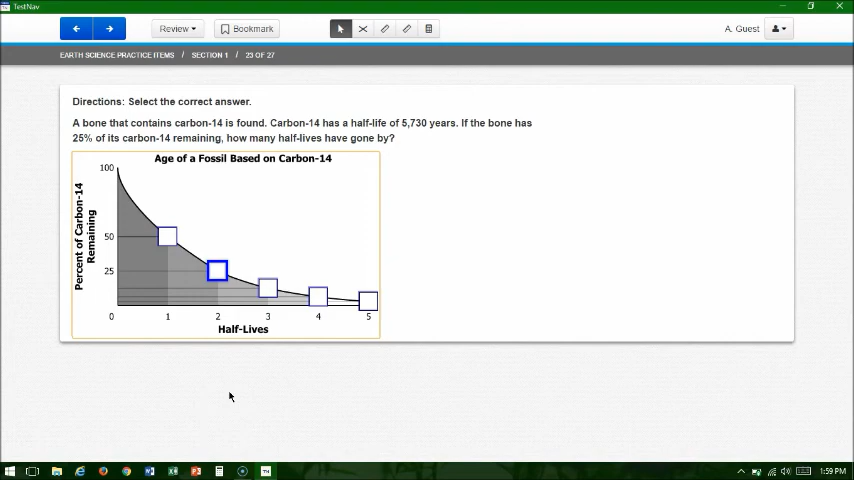 TestNav
Review
Bookmark
A. Guest
EARTH SCIENCE PRACTICE ITEMS / SECTION 1 / 23 OF 27
Directions: Select the correct answer.
A bone that contains carbon-14 is found. Carbon-14 has a half-life of 5,730 years. If the bone has
25% of its carbon-14 remaining, how many half-lives have gone by?
Age of a Fossil Based on Carbon-14
Percent of Carbon-14
Remaining
100
50
25
0 1 2 3 4 5
Half-Lives
TN
1:59 PM